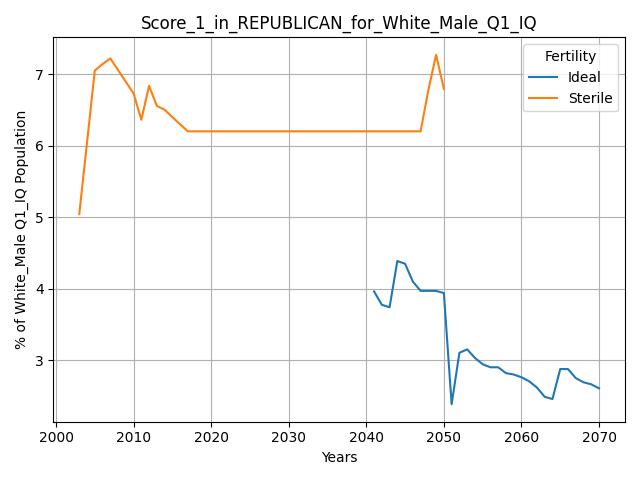 Score_1_in_REPUBLICAN_for_White_Male_Q1_IQ
% of White_Male Q1_IQ Population
7
6
5
4
3
Fertility
Ideal
Sterile
2000 2010 2020 2030 2040 2050 2060 2070
Years